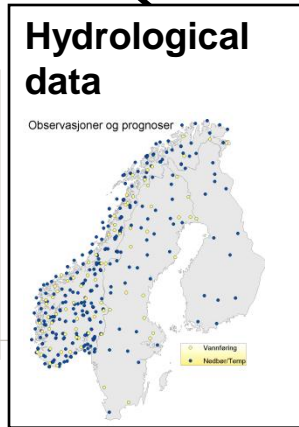 Hydrological
data
Observasjoner og prognoser
Vannføring
Nedbør/Temp